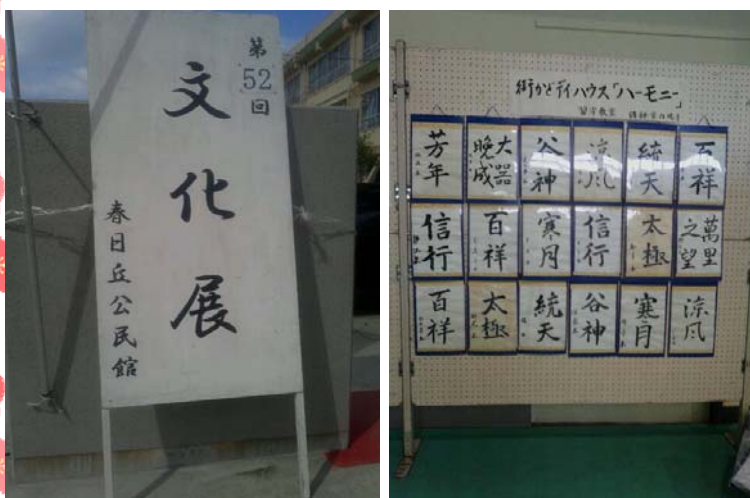 第52回
文化展
春日丘公民館
街かどデイハウス「ハーモニー」
習字教室
百祥
統天
涼風
谷神
大器晩成
芳年
萬里之望
太極
信行
寒月
百祥
信行
涼風
寒月
谷神
統天
太極
百祥